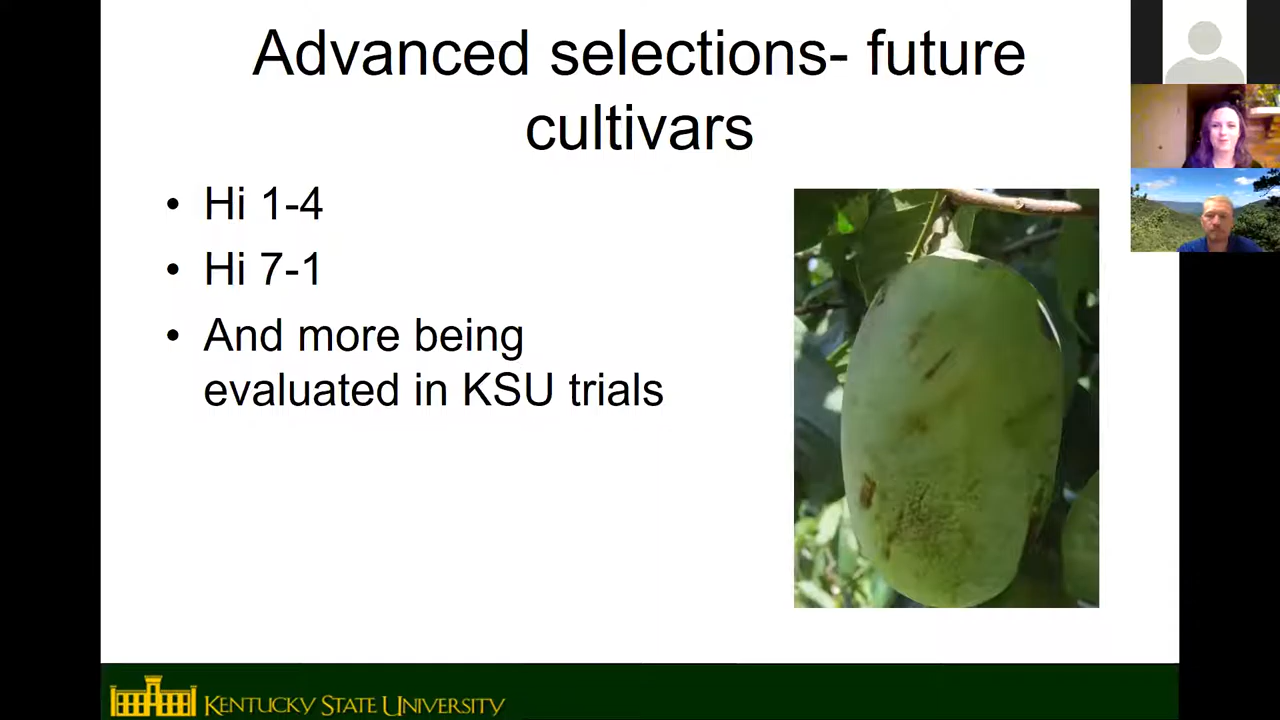 Advanced selections- future
cultivars
• Hi 1-4
• Hi 7-1
• And more being
evaluated in KSU trials
KENTUCKY STATE UNIVERSITY